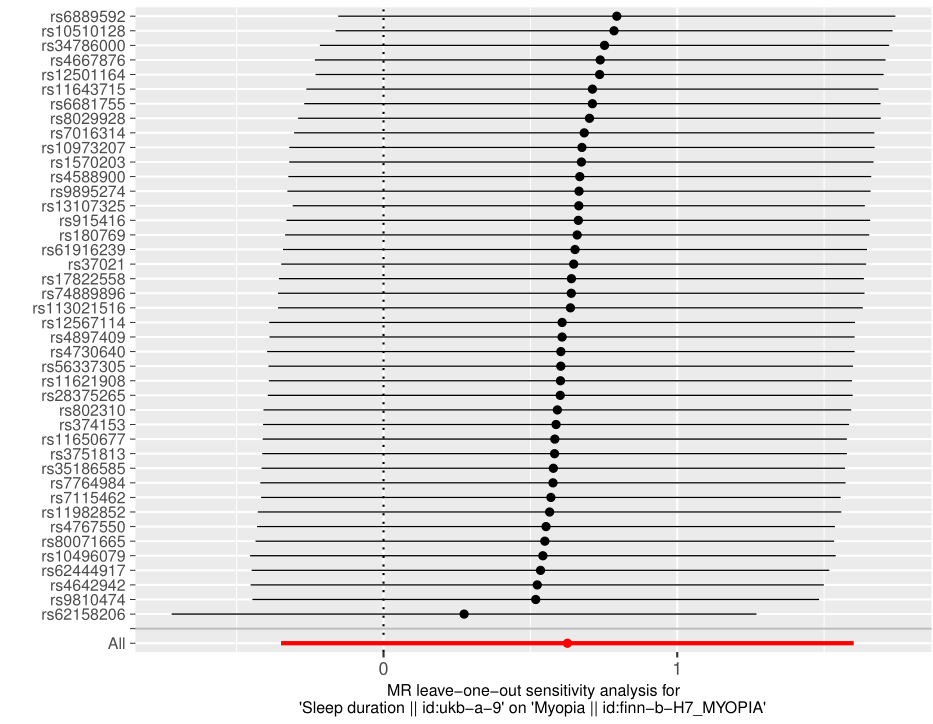 rs6889592
rs10510128
rs34786000
rs4667876
rs12501164
rs11643715
rs6681755
rs8029928
rs7016314
rs10973207
rs1570203
rs4588900
rs9895274
rs13107325
rs915416
rs180769
rs61916239
rs37021
rs17822558
rs74889896
rs113021516
rs12567114
rs4897409
rs4730640
rs56337305
rs11621908
rs28375265
rs802310
rs374153
rs11650677
rs3751813
rs35186585
rs7764984
rs7115462
rs11982852
rs4767550
rs80071665
rs10496079
rs62444917
rs4642942
rs9810474
rs62158206
All
0 1
MR leave−one−out sensitivity analysis for
'Sleep duration || id:ukb−a−9' on 'Myopia || id:finn−b−H7_MYOPIA'